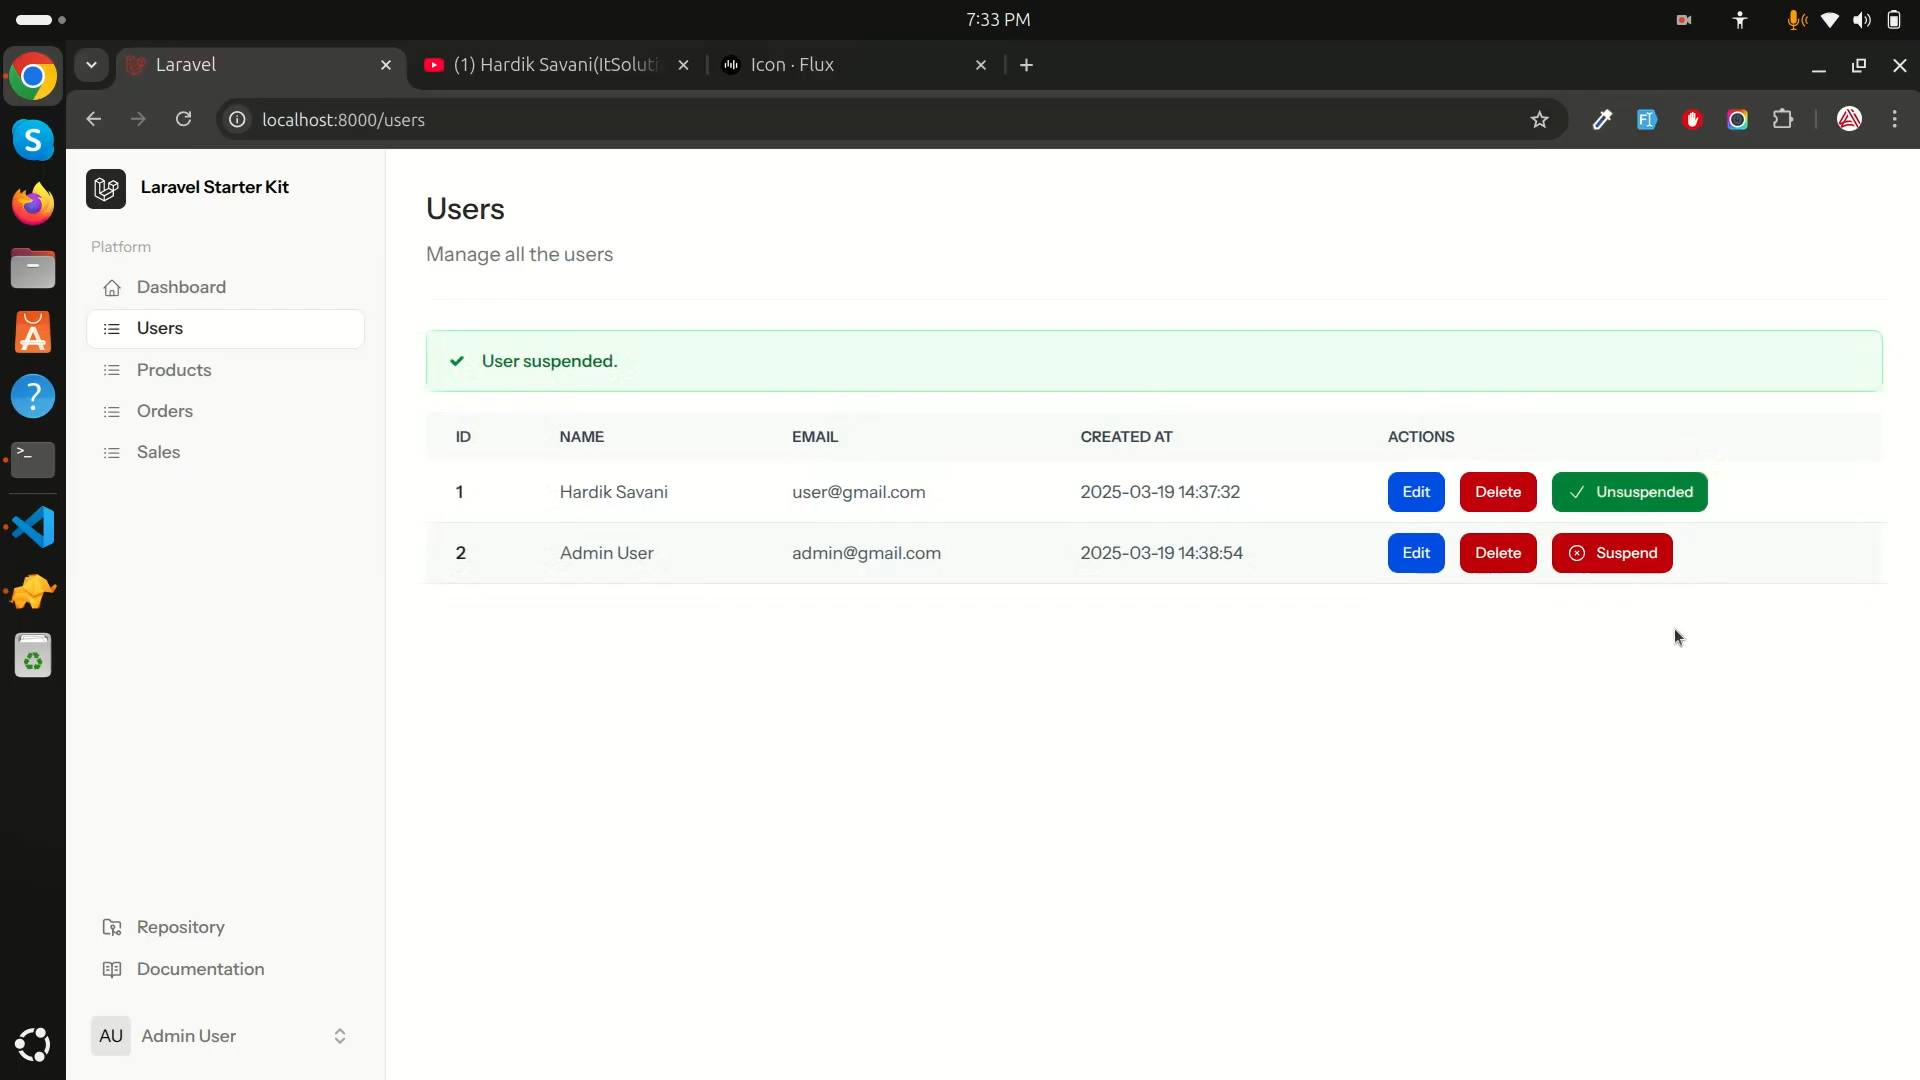 7:33 PM
Laravel
(1) Hardik Savani(ItSoluti
Icon · Flux
localhost:8000/users
Laravel Starter Kit
Platform
Dashboard
Users
Products
Orders
Sales
Repository
Documentation
AU Admin User
Users
Manage all the users
User suspended.
ID NAME EMAIL CREATED AT ACTIONS
1 Hardik Savani user@gmail.com 2025-03-19 14:37:32 Edit Delete Unsuspended
2 Admin User admin@gmail.com 2025-03-19 14:38:54 Edit Delete Suspend